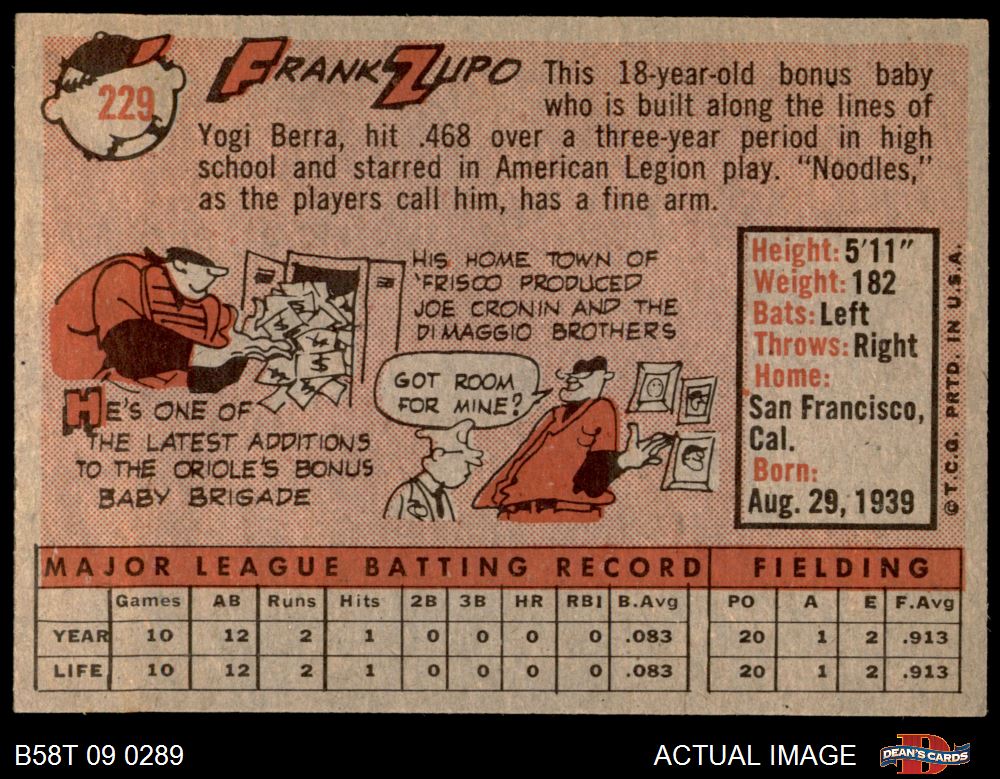 229
FRANK ZUPO
This 18-year-old bonus baby
who is built along the lines of
Yogi Berra, hit .468 over a three-year period in high
school and starred in American Legion play. “Noodles,”
as the players call him, has a fine arm.
HIS HOME TOWN OF
'FRISCO PRODUCED
JOE CRONIN AND THE
DI MAGGIO BROTHERS
GOT ROOM
FOR MINE?
HE'S ONE OF
THE LATEST ADDITIONS
TO THE ORIOLE'S BONUS
BABY BRIGADE
Height: 5'11"
Weight: 182
Bats: Left
Throws: Right
Home:
San Francisco,
Cal.
Born:
Aug. 29, 1939
© T.C.G. PRTD. IN U.S.A.
MAJOR LEAGUE BATTING RECORD FIELDING
Games AB Runs Hits 2B 3B HR RBI B.Avg PO A E F.Avg
YEAR 10 12 2 1 0 0 0 0 .083 20 1 2 .913
LIFE 10 12 2 1 0 0 0 0 .083 20 1 2 .913
B58T 09 0289
ACTUAL IMAGE
DEAN'S CARDS